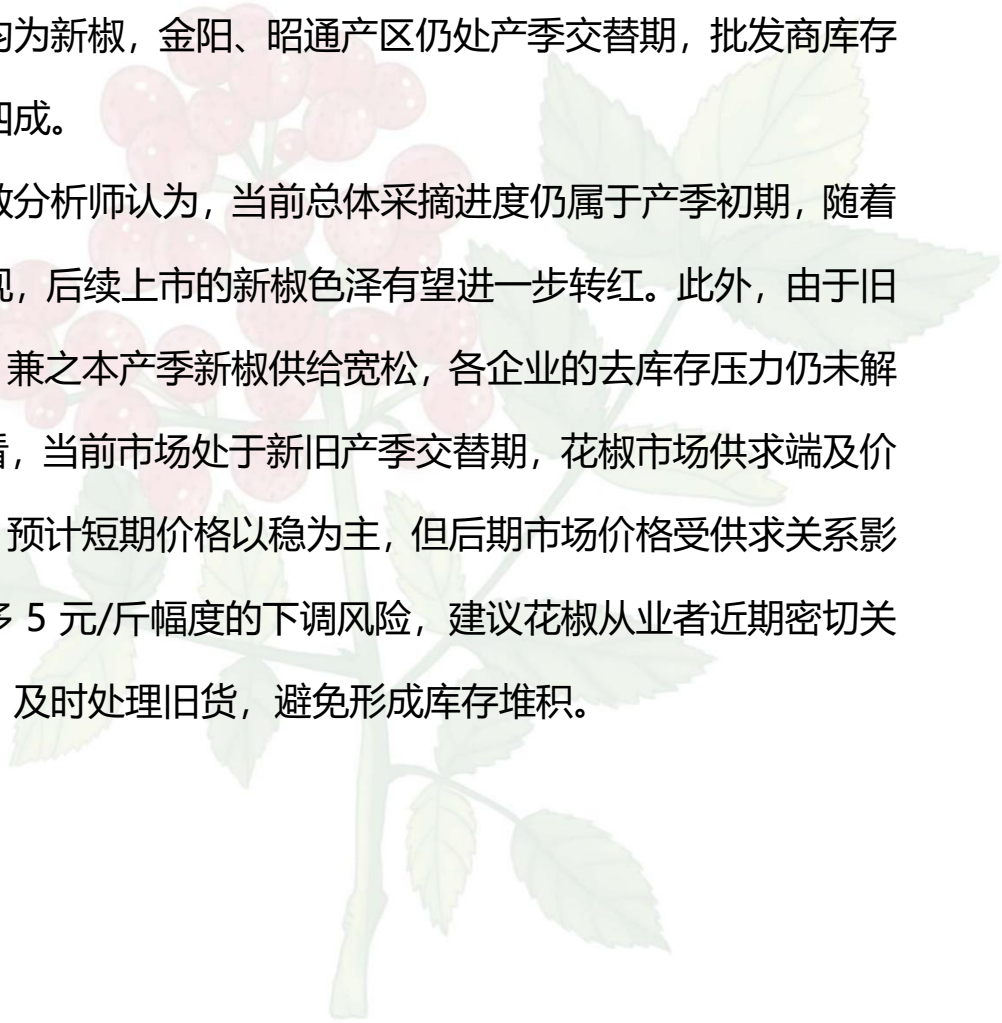 均为新椒，金阳、昭通产区仍处产季交替期，批发商库存
四成。
分析师认为，当前总体采摘进度仍属于产季初期，随着
现，后续上市的新椒色泽有望进一步转红。此外，由于旧
，兼之本产季新椒供给宽松，各企业的去库存压力仍未解
看，当前市场处于新旧产季交替期，花椒市场供求端及价
，预计短期价格以稳为主，但后期市场价格受供求关系影
多 5 元/斤幅度的下调风险，建议花椒从业者近期密切关
，及时处理旧货，避免形成库存堆积。